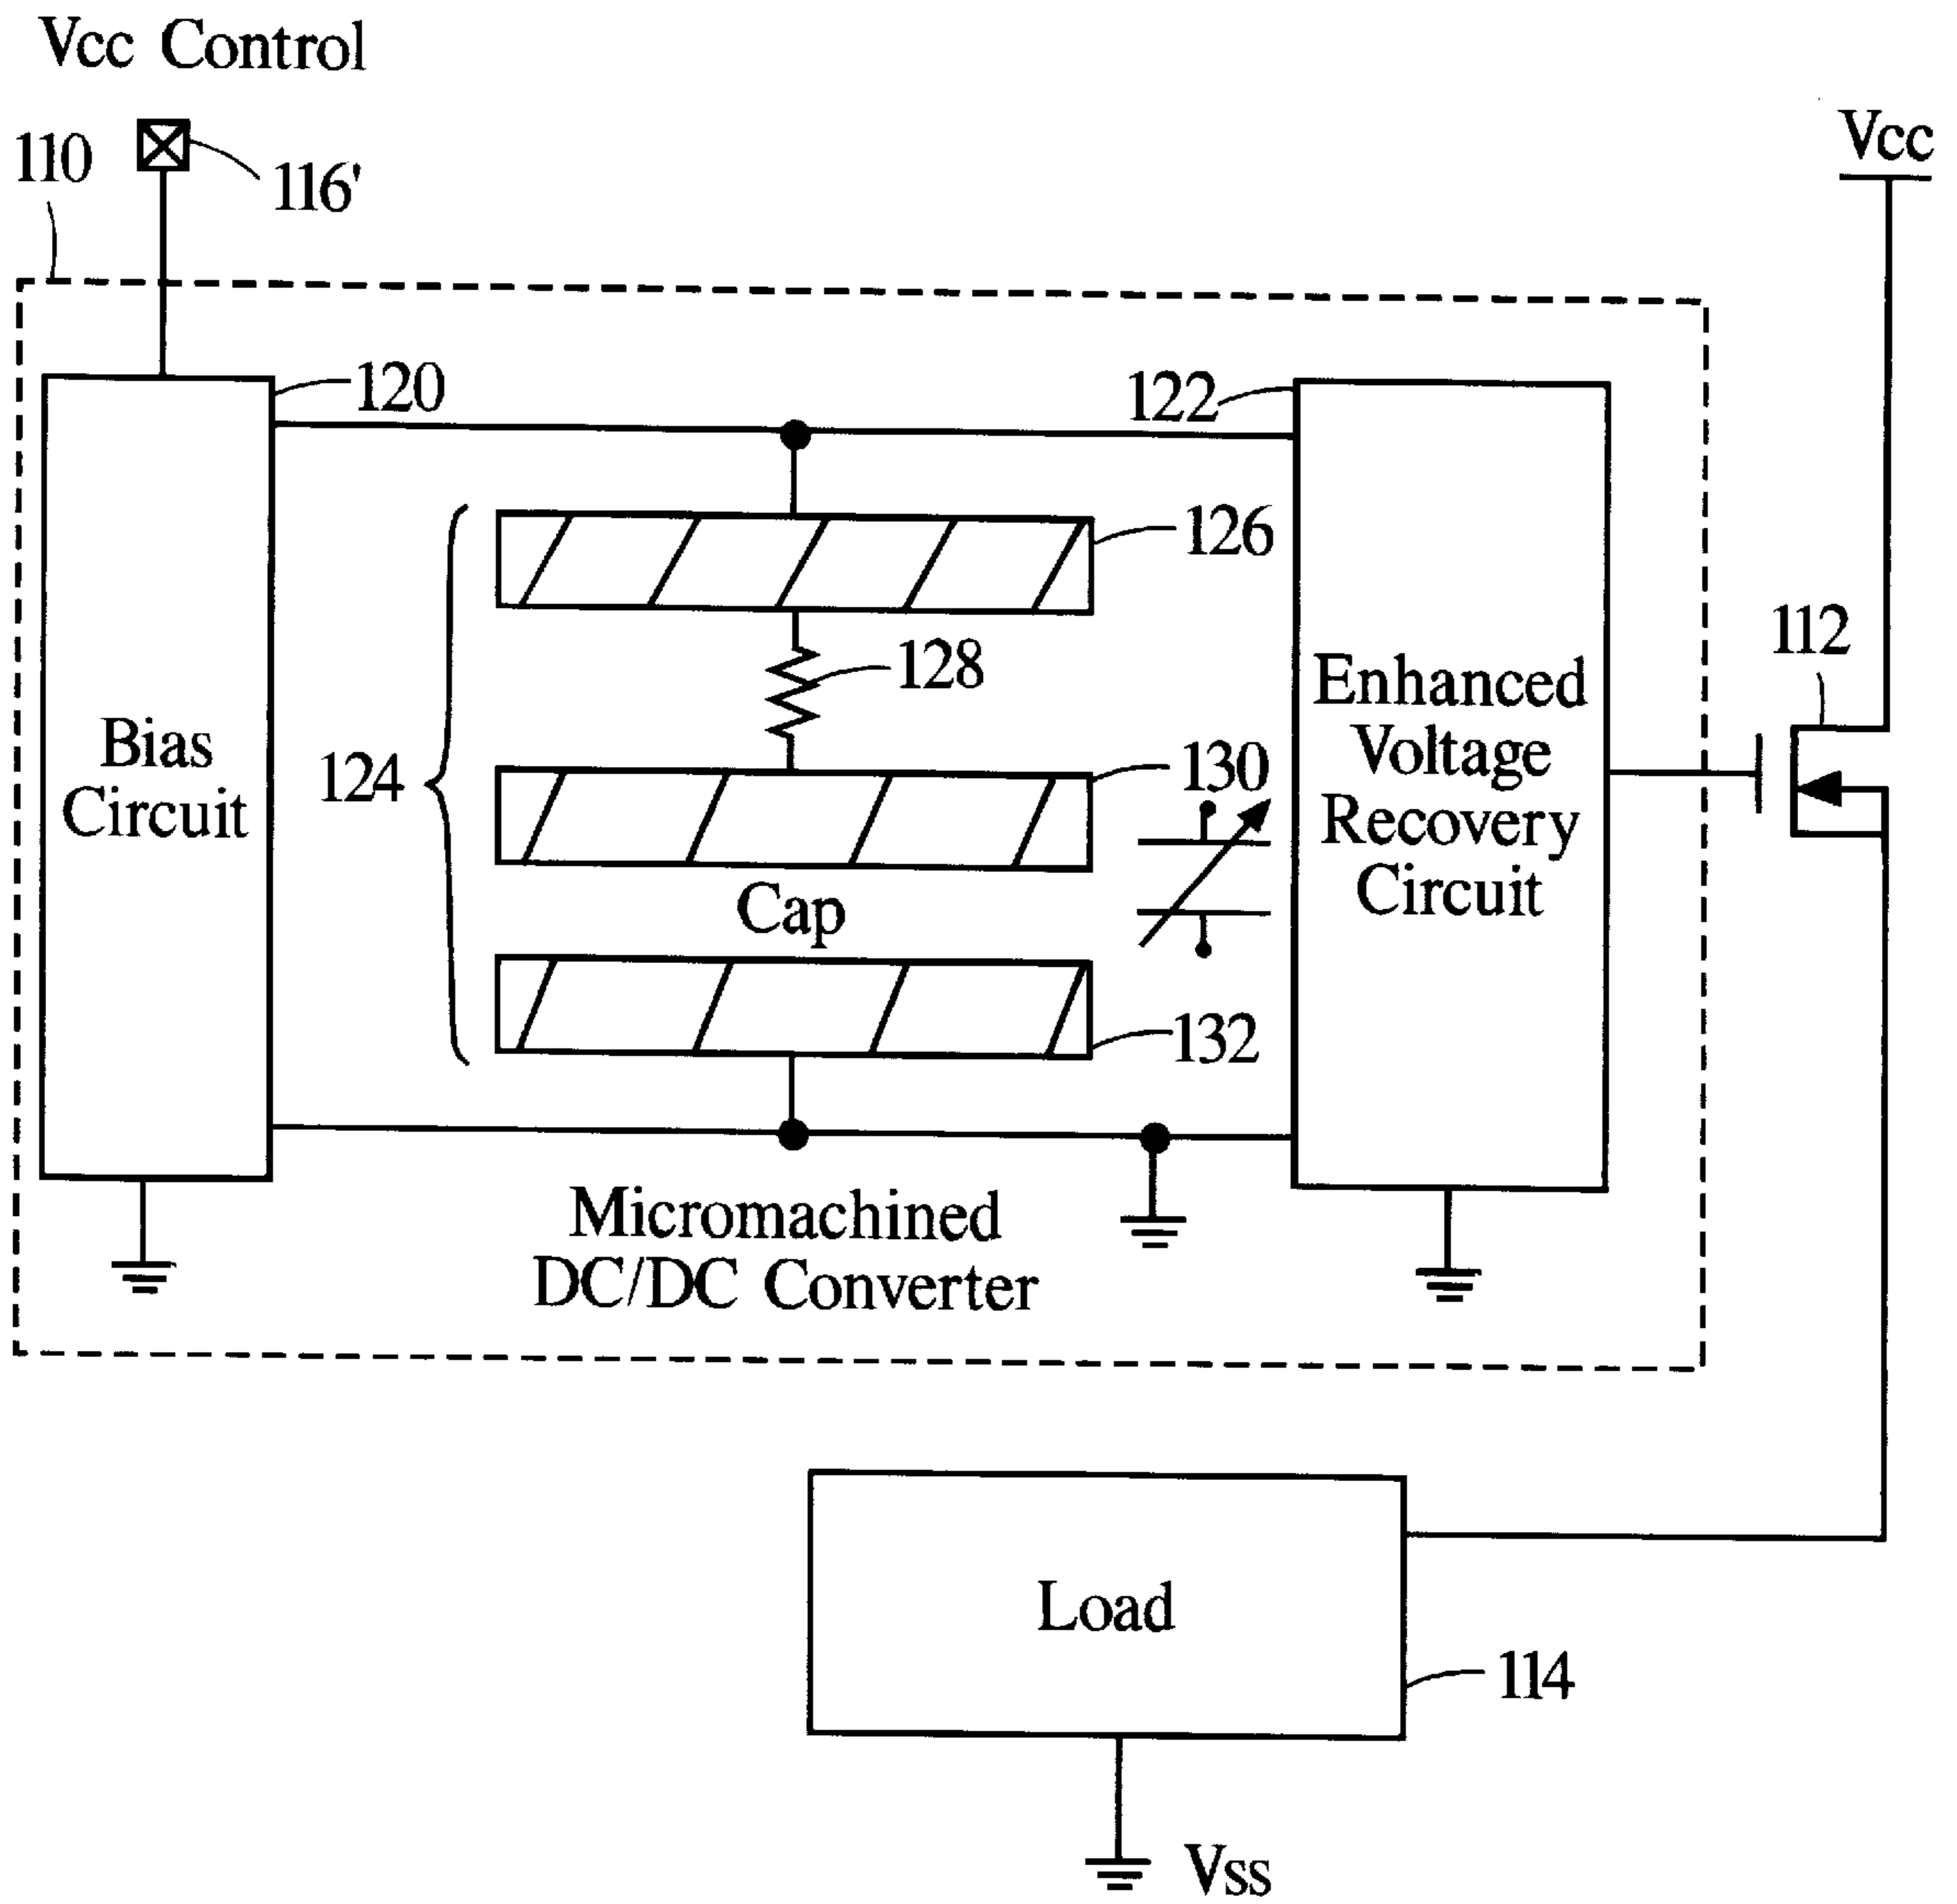 Vcc Control
110
116'
Vcc
120
122
126
128
112
Bias
Circuit
124
130
Enhanced
Voltage
Recovery
Circuit
Cap
132
Micromachined
DC/DC Converter
Load
114
Vss